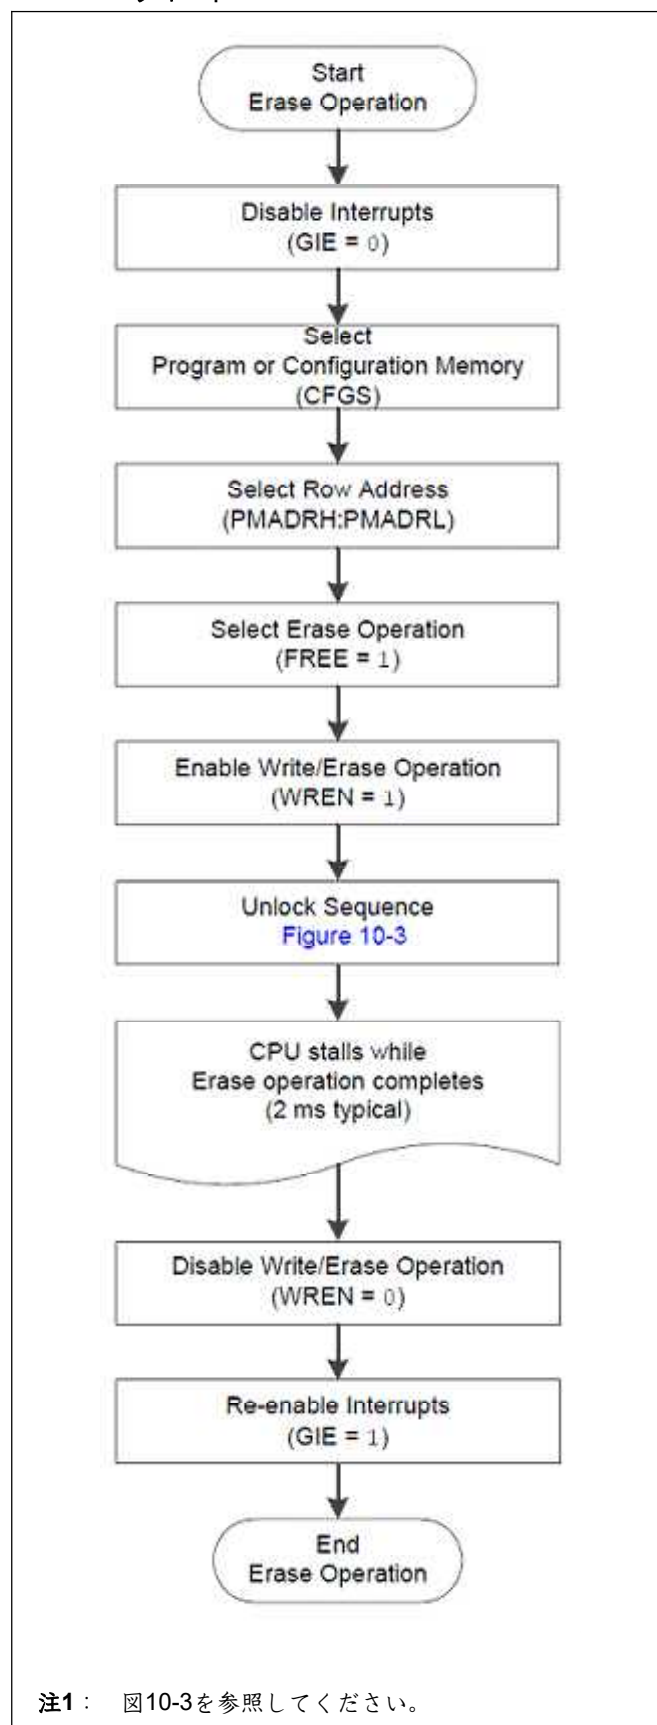 Start
Erase Operation
Disable Interrupts
(GIE = 0)
Select
Program or Configuration Memory
(CFGS)
Select Row Address
(PMADRH:PMADRL)
Select Erase Operation
(FREE = 1)
Enable Write/Erase Operation
(WREN = 1)
Unlock Sequence
Figure 10-3
CPU stalls while
Erase operation completes
(2 ms typical)
Disable Write/Erase Operation
(WREN = 0)
Re-enable Interrupts
(GIE = 1)
End
Erase Operation
注1： 図10-3を参照してください。